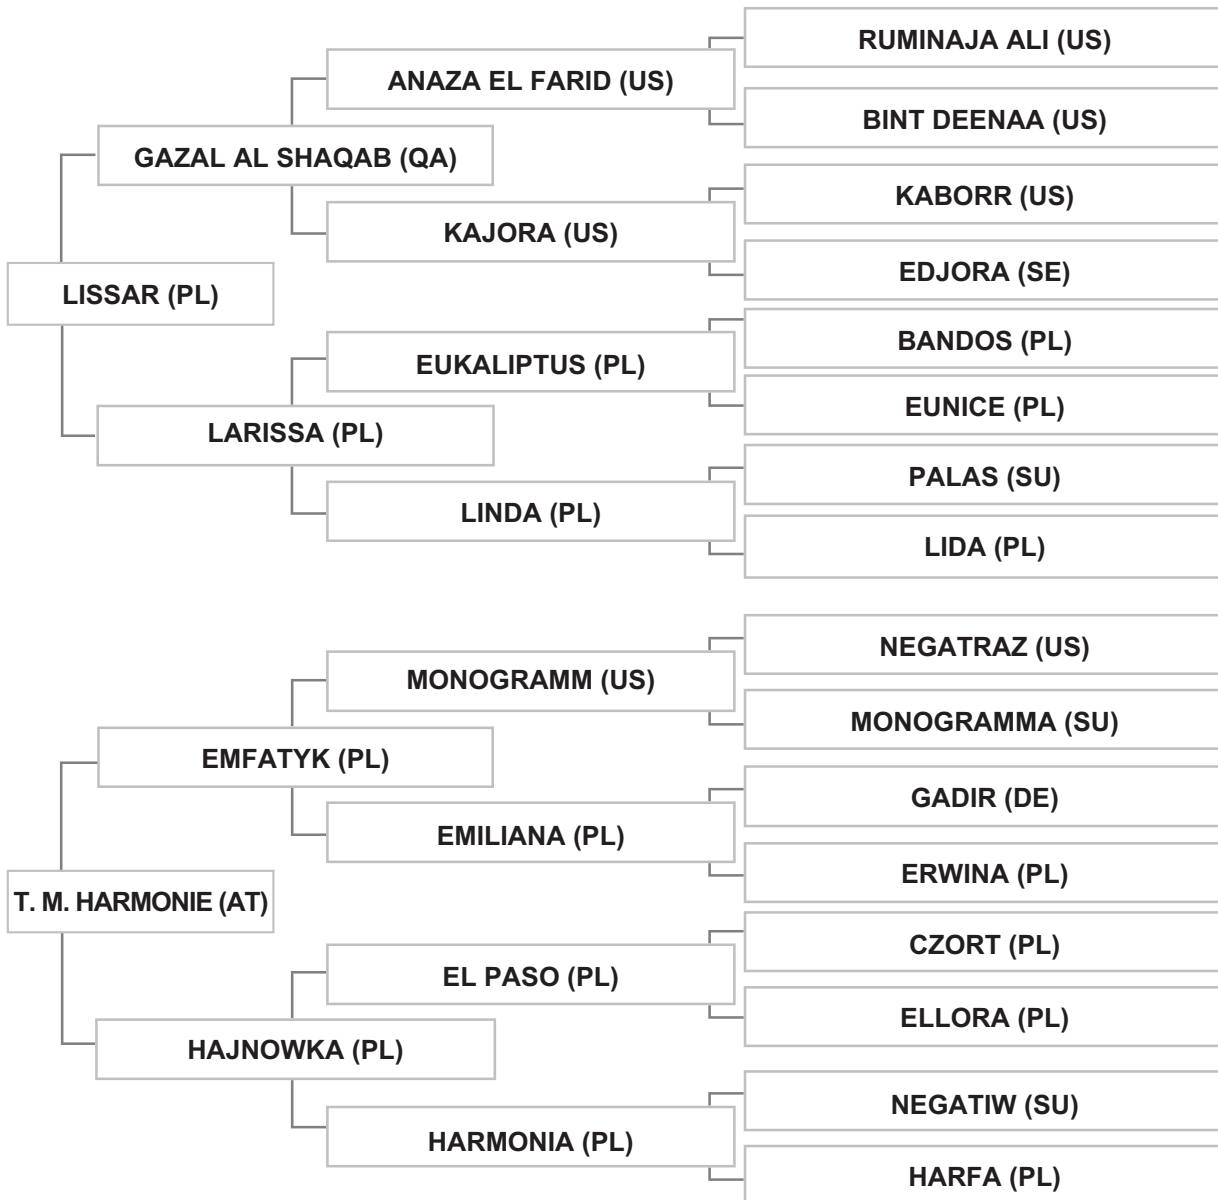 RUMINAJA ALI (US)
ANAZA EL FARID (US)
BINT DEENAA (US)
GAZAL AL SHAQAB (QA)
KABORR (US)
KAJORA (US)
EDJORA (SE)
LISSAR (PL)
BANDOS (PL)
EUKALIPTUS (PL)
EUNICE (PL)
LARISSA (PL)
PALAS (SU)
LINDA (PL)
LIDA (PL)
NEGATRAZ (US)
MONOGRAMM (US)
MONOGRAMMA (SU)
EMFATYK (PL)
GADIR (DE)
EMILIANA (PL)
ERWINA (PL)
T. M. HARMONIE (AT)
CZORT (PL)
EL PASO (PL)
ELLORA (PL)
HAJNOWKA (PL)
NEGATIW (SU)
HARMONIA (PL)
HARFA (PL)